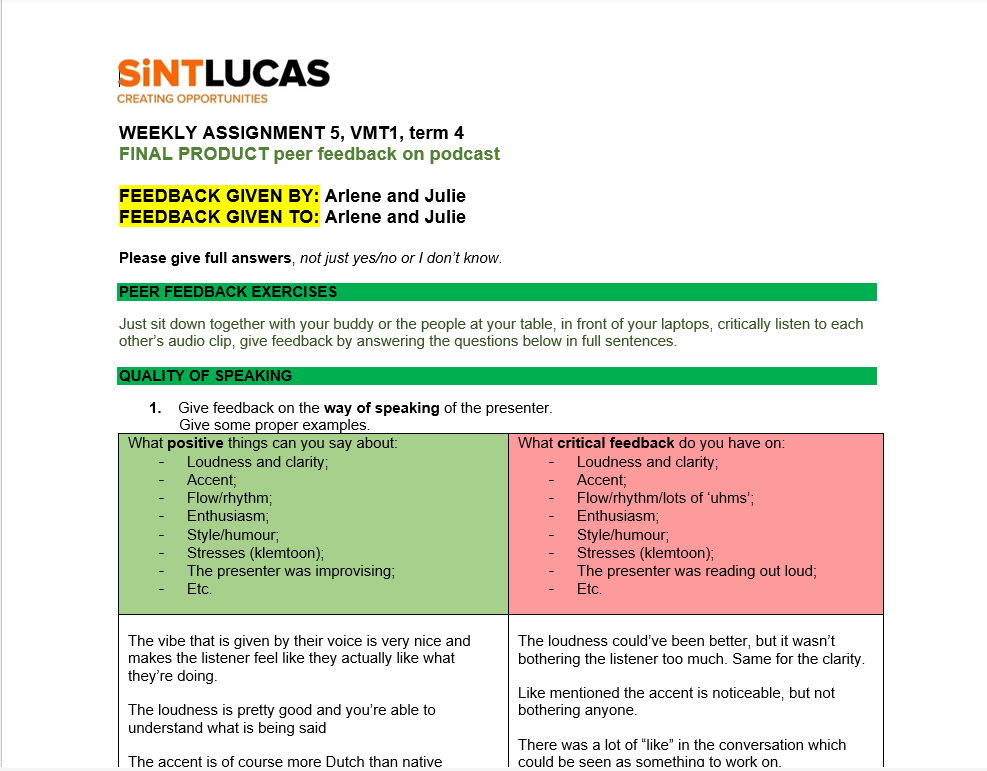 SiNTLUCAS
CREATING OPPORTUNITIES
WEEKLY ASSIGNMENT 5, VMT1, term 4
FINAL PRODUCT peer feedback on podcast
FEEDBACK GIVEN BY: Arlene and Julie
FEEDBACK GIVEN TO: Arlene and Julie
Please give full answers, not just yes/no or I don’t know.
PEER FEEDBACK EXERCISES
Just sit down together with your buddy or the people at your table, in front of your laptops, critically listen to each
other’s audio clip, give feedback by answering the questions below in full sentences.
QUALITY OF SPEAKING
1. Give feedback on the way of speaking of the presenter.
Give some proper examples.
What positive things can you say about:
- Loudness and clarity;
- Accent;
- Flow/rhythm;
- Enthusiasm;
- Style/humour;
- Stresses (klemtoon);
- The presenter was improvising;
- Etc.
What critical feedback do you have on:
- Loudness and clarity;
- Accent;
- Flow/rhythm/lots of ‘uhms’;
- Enthusiasm;
- Style/humour;
- Stresses (klemtoon);
- The presenter was reading out loud;
- Etc.
The vibe that is given by their voice is very nice and
makes the listener feel like they actually like what
they’re doing.
The loudness is pretty good and you’re able to
understand what is being said
The accent is of course more Dutch than native
The loudness could’ve been better, but it wasn’t
bothering the listener too much. Same for the clarity.
Like mentioned the accent is noticeable, but not
bothering anyone.
There was a lot of “like” in the conversation which
could be seen as something to work on.